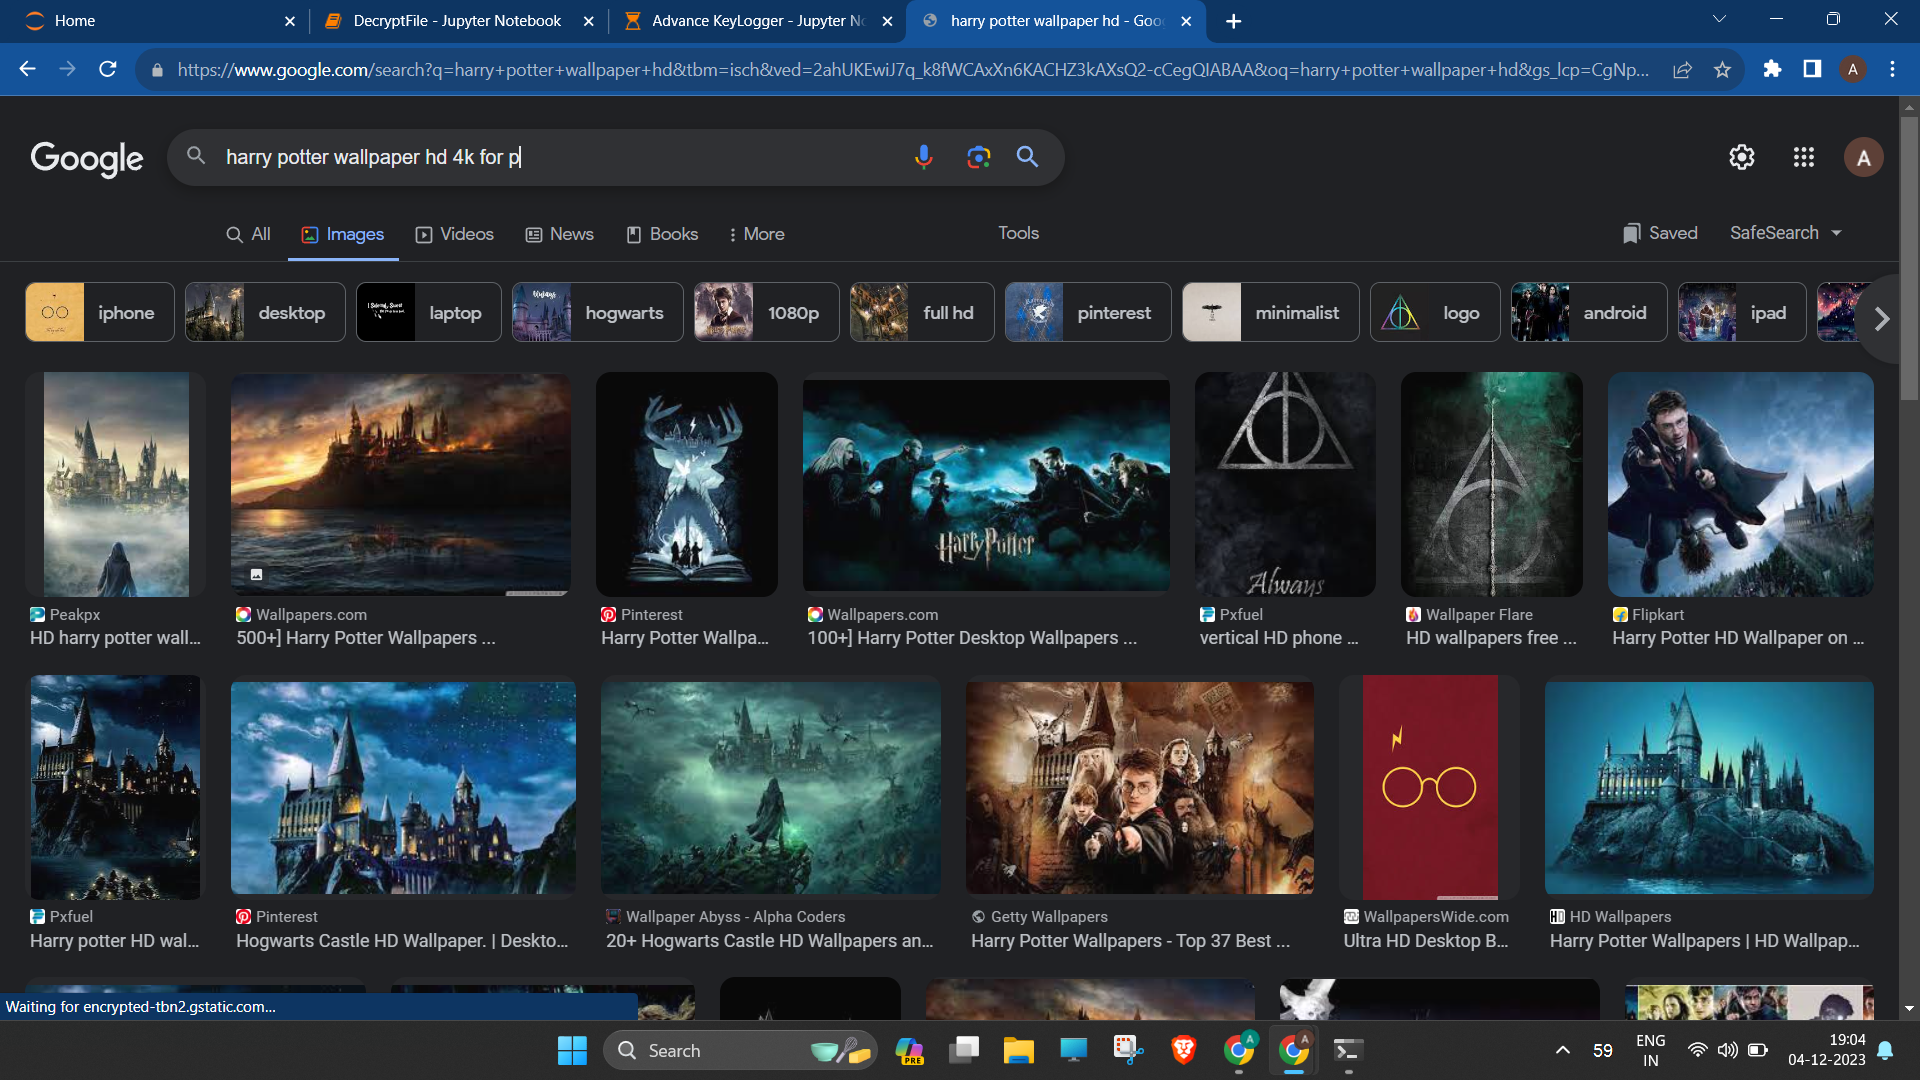 Home
DecryptFile - Jupyter Notebook
Advance KeyLogger - Jupyter No
harry potter wallpaper hd - Goo
https://www.google.com/search?q=harry+potter+wallpaper+hd&tbm=isch&ved=2ahUKEwiJ7q_k8fWCAxXn6KACHZ3kAXsQ2-cCegQIABAA&oq=harry+potter+wallpaper+hd&gs_lcp=CgNp...
A
Google
harry potter wallpaper hd 4k for p
A
All
Images
Videos
News
Books
More
Tools
Saved
SafeSearch
iphone
desktop
laptop
hogwarts
1080p
full hd
pinterest
minimalist
logo
android
ipad
Harry Potter
Always
Peakpx
HD harry potter wall...
Wallpapers.com
500+] Harry Potter Wallpapers ...
Pinterest
Harry Potter Wallpa...
Wallpapers.com
100+] Harry Potter Desktop Wallpapers ...
Pxfuel
vertical HD phone ...
Wallpaper Flare
HD wallpapers free ...
Flipkart
Harry Potter HD Wallpaper on ...
Pxfuel
Harry potter HD wal...
Pinterest
Hogwarts Castle HD Wallpaper. | Deskto...
Wallpaper Abyss - Alpha Coders
20+ Hogwarts Castle HD Wallpapers an...
Getty Wallpapers
Harry Potter Wallpapers - Top 37 Best ...
WallpapersWide.com
Ultra HD Desktop B...
HD Wallpapers
Harry Potter Wallpapers | HD Wallpap...
Waiting for encrypted-tbn2.gstatic.com...
Search
PRE
A
A
59
ENG
IN
19:04
04-12-2023